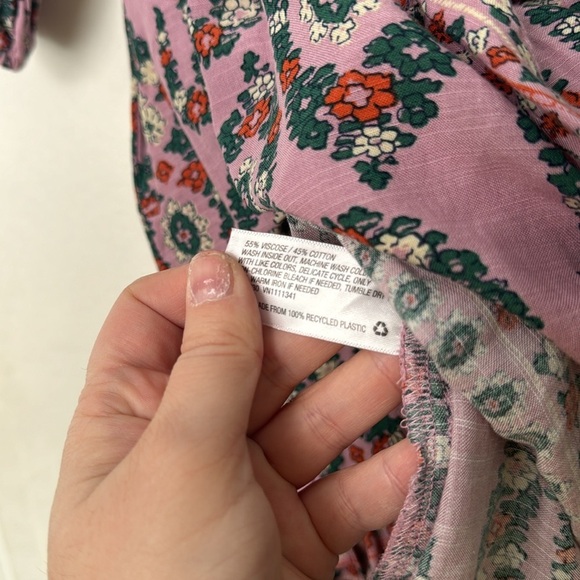 55% VISCOSE / 45% COTTON
WASH INSIDE OUT, MACHINE WASH COLD
WITH LIKE COLORS, DELICATE CYCLE, ONLY
CHLORINE BLEACH IF NEEDED, TUMBLE DRY
WARM IRON IF NEEDED
VN1111341
FROM 100% RECYCLED PLASTIC